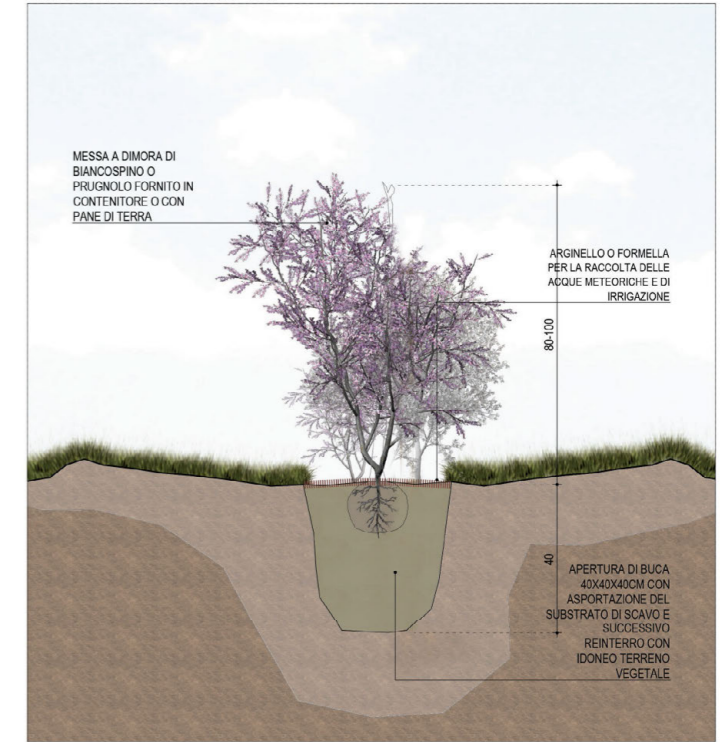 MESSA A DIMORA DI
BIANCOSPINO O
PRUGNOLO FORNITO IN
CONTENITORE O CON
PANE DI TERRA
ARGINELLO O FORMELLA
PER LA RACCOLTA DELLE
ACQUE METEORICHE E DI
IRRIGAZIONE
80-100
40
APERTURA DI BUCA
40X40X40CM CON
ASPORTAZIONE DEL
SUBSTRATO DI SCAVO E
SUCCESSIVO
REINTERRO CON
IDONEO TERRENO
VEGETALE